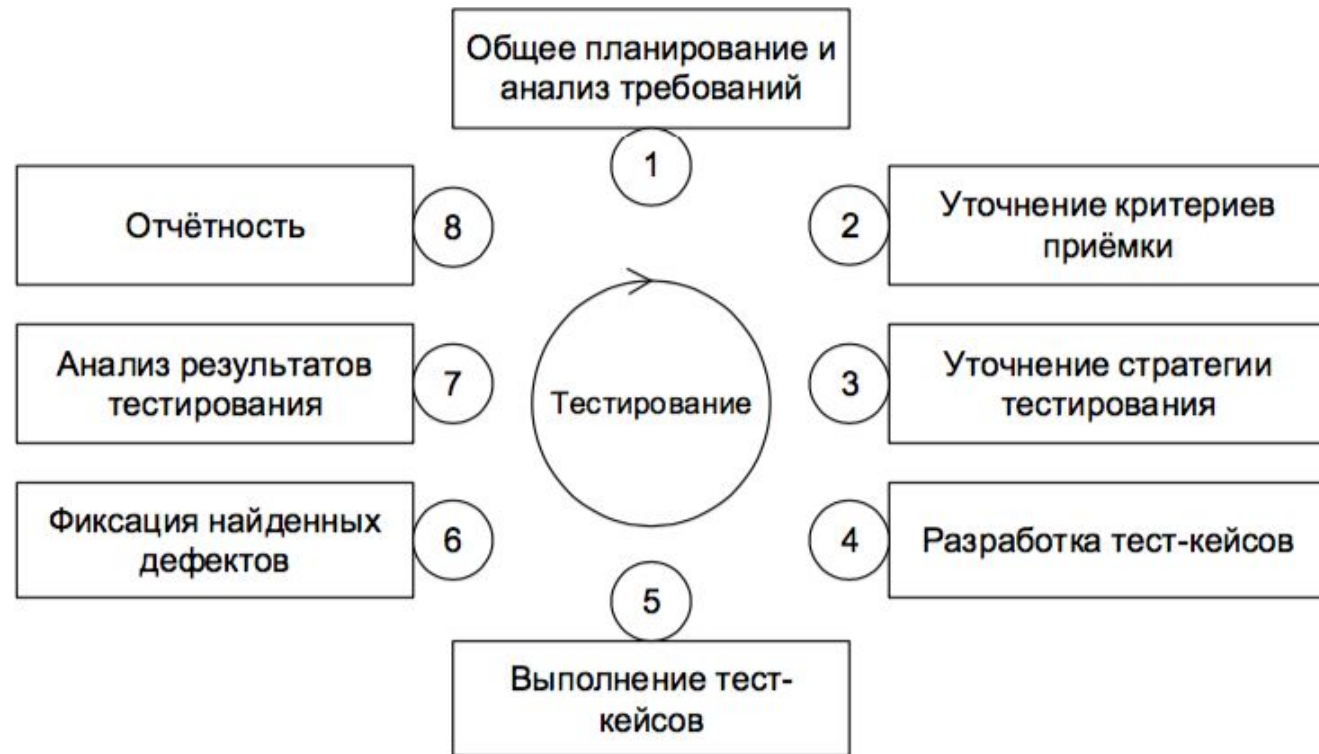 Общее планирование и
анализ требований
1
2
Уточнение критериев
приёмки
3
Уточнение стратегии
тестирования
4
Разработка тест-кейсов
5
Выполнение тест-
кейсов
6
Фиксация найденных
дефектов
7
Анализ результатов
тестирования
8
Отчётность
Тестирование